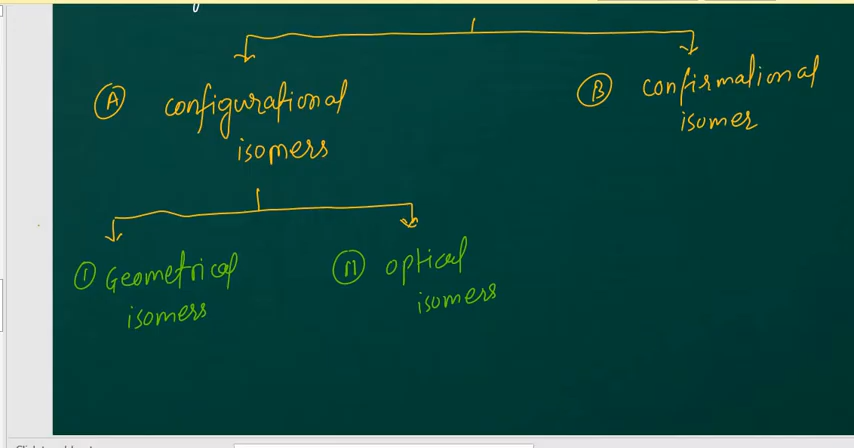 A configurational
isomers
B confirmational
isomer
I Geometrical
isomers
II optical
isomers